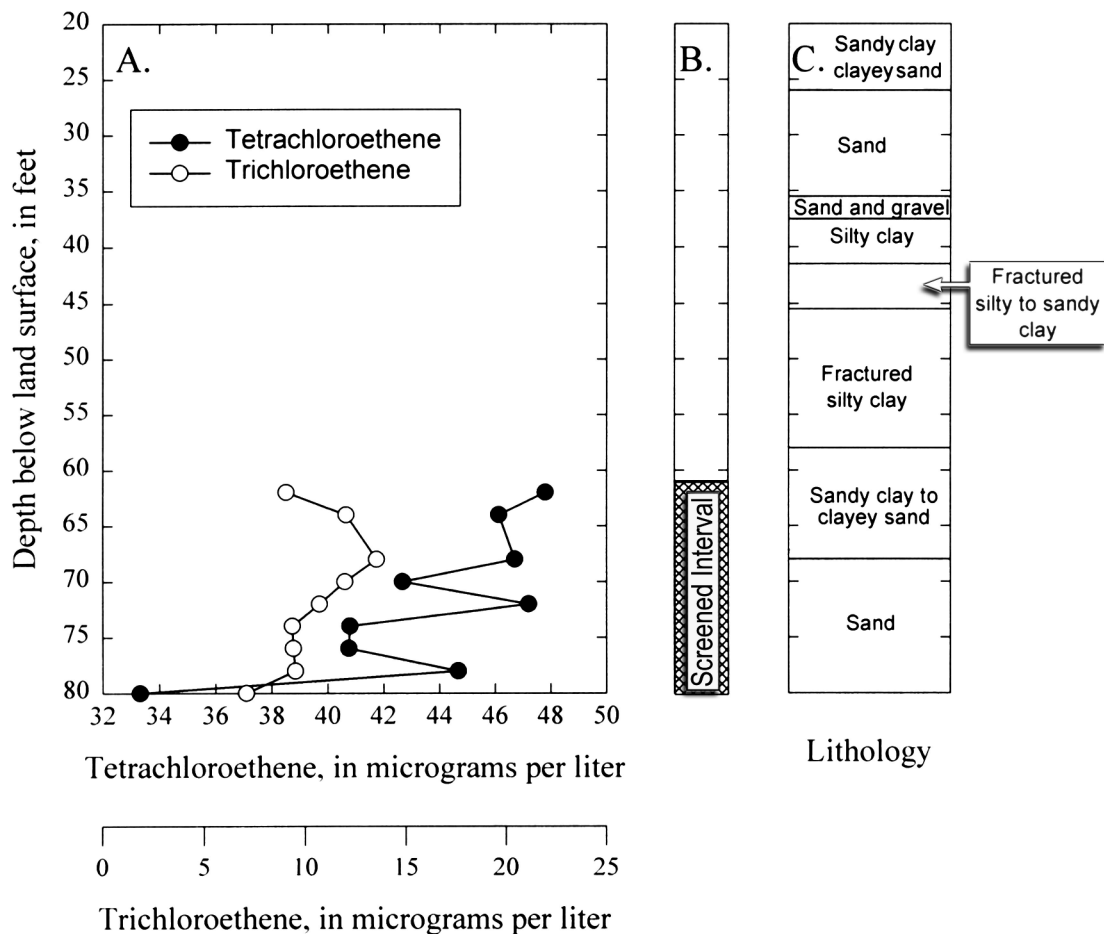 A.
Tetrachloroethene
Trichloroethene
20
25
30
35
40
45
50
55
60
65
70
75
80
Depth below land surface, in feet
32
34
36
38
40
42
44
46
48
50
Tetrachloroethene, in micrograms per liter
0
5
10
15
20
25
Trichloroethene, in micrograms per liter
B.
Screened Interval
C.
Sandy clay
clayey sand
Sand
Sand and gravel
Silty clay
Fractured
silty to sandy
clay
Fractured
silty clay
Sandy clay to
clayey sand
Sand
Lithology